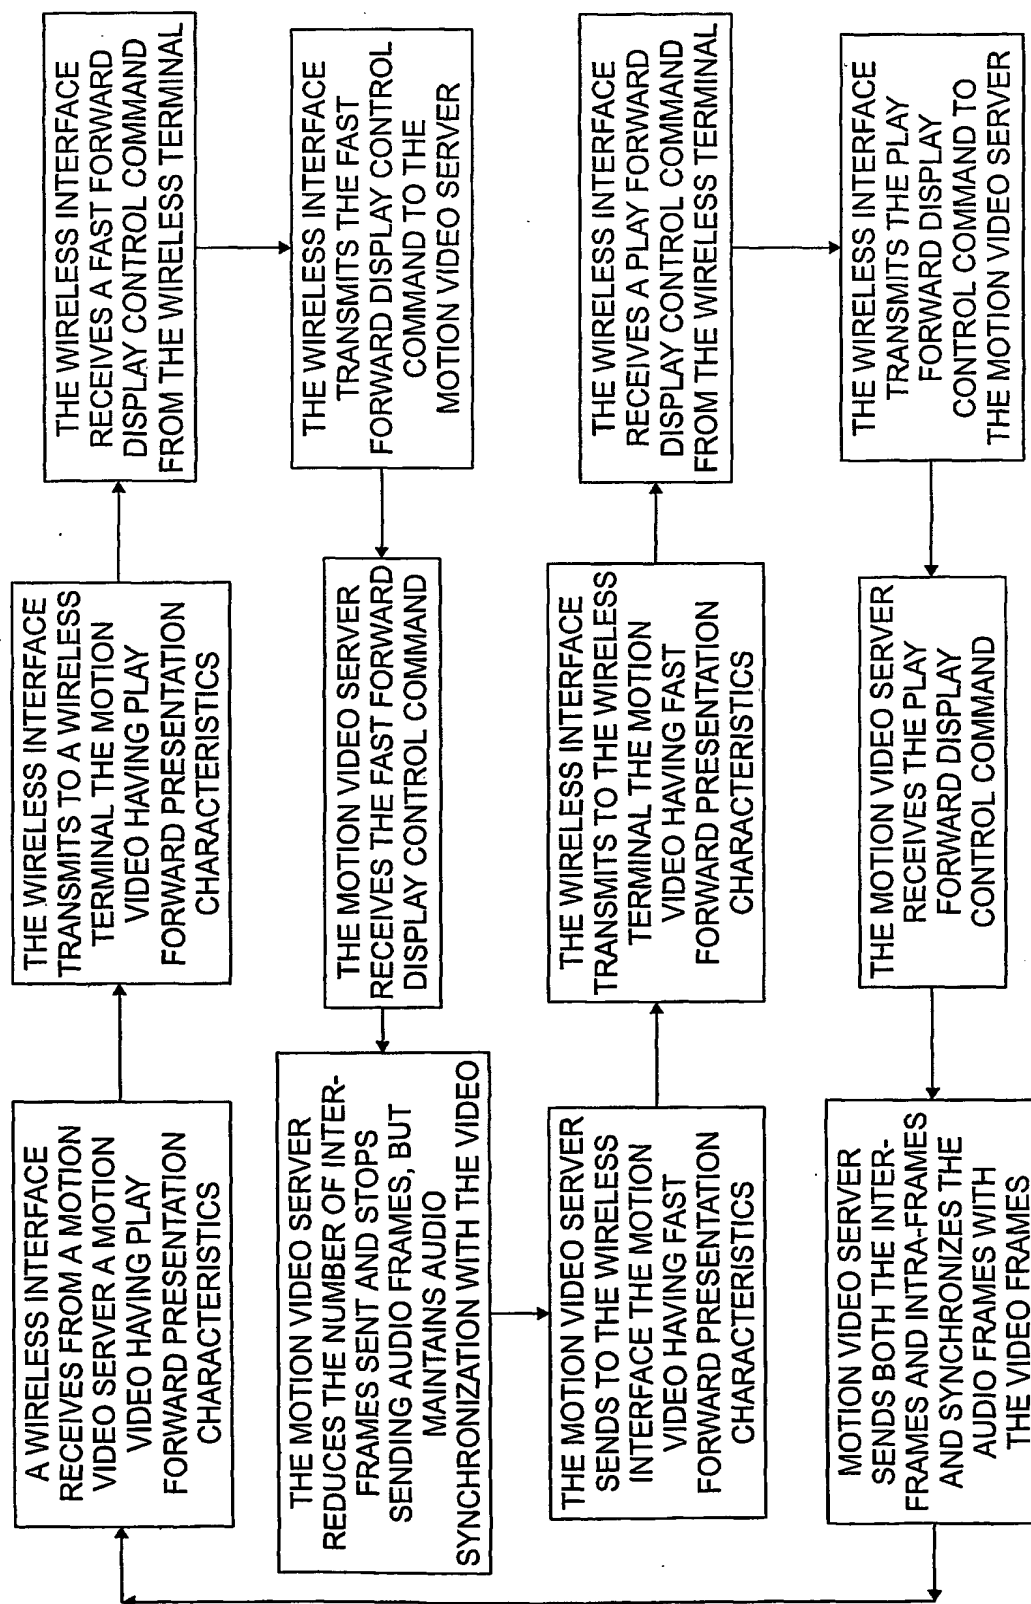 A WIRELESS INTERFACE
RECEIVES FROM A MOTION
VIDEO SERVER A MOTION
VIDEO HAVING PLAY
FORWARD PRESENTATION
CHARACTERISTICS
THE WIRELESS INTERFACE
TRANSMITS TO A WIRELESS
TERMINAL THE MOTION
VIDEO HAVING PLAY
FORWARD PRESENTATION
CHARACTERISTICS
THE WIRELESS INTERFACE
RECEIVES A FAST FORWARD
DISPLAY CONTROL COMMAND
FROM THE WIRELESS TERMINAL
THE WIRELESS INTERFACE
TRANSMITS THE FAST
FORWARD DISPLAY CONTROL
COMMAND TO THE
MOTION VIDEO SERVER
THE MOTION VIDEO SERVER
RECEIVES THE FAST FORWARD
DISPLAY CONTROL COMMAND
THE MOTION VIDEO SERVER
REDUCES THE NUMBER OF INTER-
FRAMES SENT AND STOPS
SENDING AUDIO FRAMES, BUT
MAINTAINS AUDIO
SYNCHRONIZATION WITH THE VIDEO
THE MOTION VIDEO SERVER
SENDS TO THE WIRELESS
INTERFACE THE MOTION
VIDEO HAVING FAST
FORWARD PRESENTATION
CHARACTERISTICS
THE WIRELESS INTERFACE
TRANSMITS TO THE WIRELESS
TERMINAL THE MOTION
VIDEO HAVING FAST
FORWARD PRESENTATION
CHARACTERISTICS
THE WIRELESS INTERFACE
RECEIVES A PLAY FORWARD
DISPLAY CONTROL COMMAND
FROM THE WIRELESS TERMINAL
THE WIRELESS INTERFACE
TRANSMITS THE PLAY
FORWARD DISPLAY
CONTROL COMMAND TO
THE MOTION VIDEO SERVER
THE MOTION VIDEO SERVER
RECEIVES THE PLAY
FORWARD DISPLAY
CONTROL COMMAND
MOTION VIDEO SERVER
SENDS BOTH THE INTER-
FRAMES AND INTRA-FRAMES
AND SYNCHRONIZES THE
AUDIO FRAMES WITH
THE VIDEO FRAMES